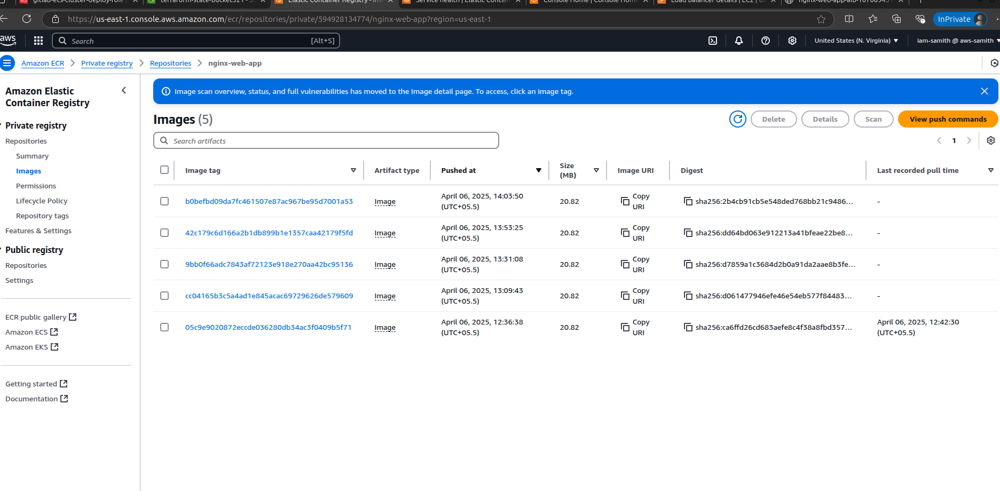 gitlab-ecs-cluster-deploy-role
terraform-state-bucket321 - S3
Elastic Container Registry - Im
Service health | Elastic Contain
Console Home | Console Home
Load balancer details | EC2 | us
https://us-east-1.console.aws.amazon.com/ecr/repositories/private/594928134774/nginx-web-app?region=us-east-1
InPrivate
aws
Search
[Alt+S]
United States (N. Virginia)
iam-samith @ aws-samith
Amazon ECR
Private registry
Repositories
nginx-web-app
Amazon Elastic
Container Registry
Private registry
Repositories
Summary
Images
Permissions
Lifecycle Policy
Repository tags
Features & Settings
Public registry
Repositories
Settings
ECR public gallery
Amazon ECS
Amazon EKS
Getting started
Documentation
Image scan overview, status, and full vulnerabilities has moved to the Image detail page. To access, click an image tag.
Images (5)
Delete
Details
Scan
View push commands
Search artifacts
1
Image tag
Artifact type
Pushed at
Size
(MB)
Image URI
Digest
Last recorded pull time
b0befbd09da7fc461507e87ac967be95d7001a53
Image
April 06, 2025, 14:03:50
(UTC+05.5)
20.82
Copy
URI
sha256:2b4cb91cb5e548ded768bb21c9486...
-
42c179c6d166a2b1db899b1e1357caa42179f5fd
Image
April 06, 2025, 13:53:25
(UTC+05.5)
20.82
Copy
URI
sha256:dd64bd063e912213a41bfeae22be8...
-
9bb0f66adc7843af72123e918e270aa42bc95136
Image
April 06, 2025, 13:31:08
(UTC+05.5)
20.82
Copy
URI
sha256:d7859a1c3684d2b0a91da2aae8b3fe...
-
cc04165b3c5a4ad1e845acac69729626de579609
Image
April 06, 2025, 13:09:43
(UTC+05.5)
20.82
Copy
URI
sha256:d061477946efe46e54eb577f84483...
-
05c9e9020872eccde036280db34ac3f0409b5f71
Image
April 06, 2025, 12:36:38
(UTC+05.5)
20.82
Copy
URI
sha256:ca6ffd26cd683aefe8c4f38a8fbd357...
April 06, 2025, 12:42:30
(UTC+05.5)